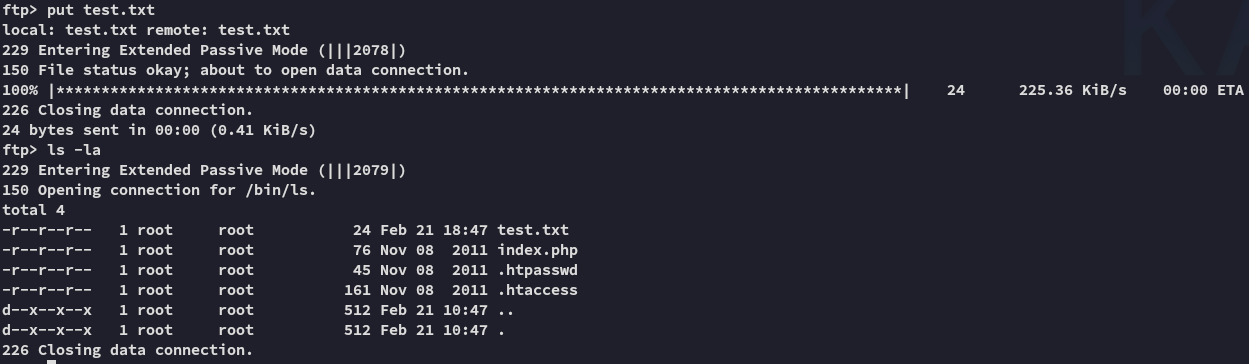 ftp> put test.txt
local: test.txt remote: test.txt
229 Entering Extended Passive Mode (|||2078|)
150 File status okay; about to open data connection.
100% |**********************************************************************************************|    24      225.36 KiB/s    00:00 ETA
226 Closing data connection.
24 bytes sent in 00:00 (0.41 KiB/s)
ftp> ls -la
229 Entering Extended Passive Mode (|||2079|)
150 Opening connection for /bin/ls.
total 4
-r--r--r--   1 root     root           24 Feb 21 18:47 test.txt
-r--r--r--   1 root     root           76 Nov 08  2011 index.php
-r--r--r--   1 root     root           45 Nov 08  2011 .htpasswd
-r--r--r--   1 root     root          161 Nov 08  2011 .htaccess
d--x--x--x   1 root     root          512 Feb 21 10:47 ..
d--x--x--x   1 root     root          512 Feb 21 10:47 .
226 Closing data connection.